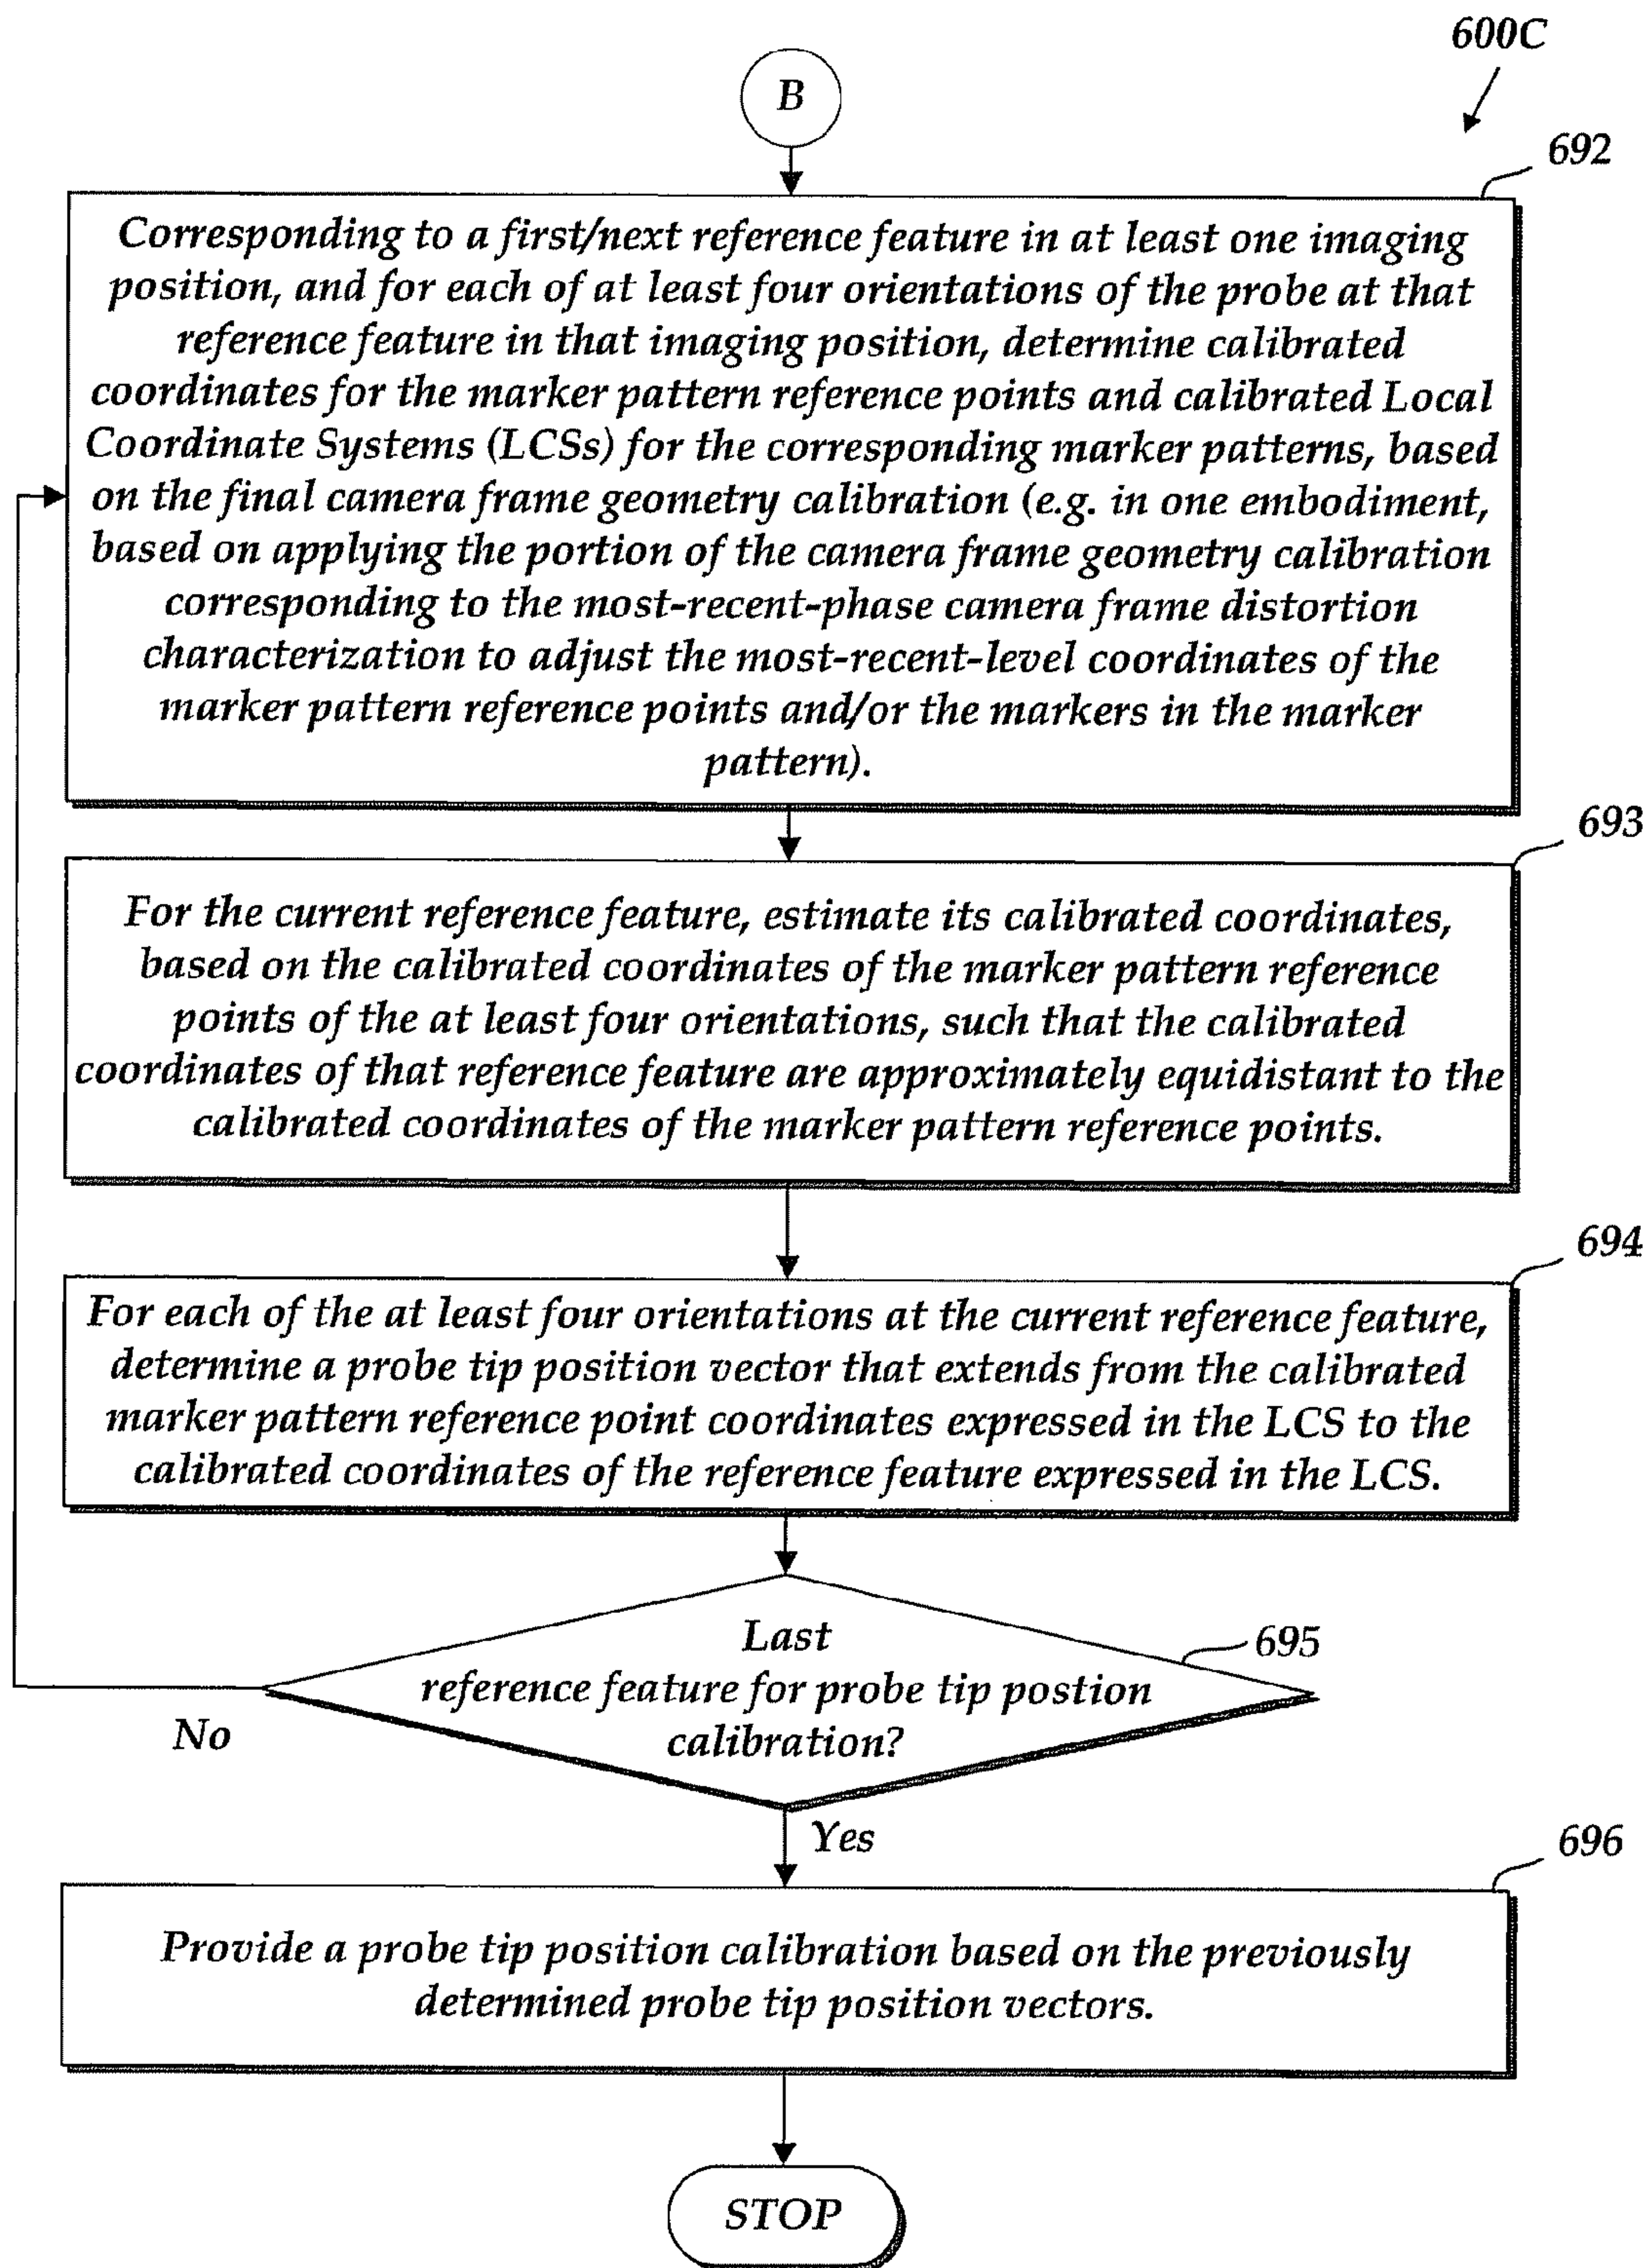 600C
B
692
Corresponding to a first/next reference feature in at least one imaging
position, and for each of at least four orientations of the probe at that
reference feature in that imaging position, determine calibrated
coordinates for the marker pattern reference points and calibrated Local
Coordinate Systems (LCSs) for the corresponding marker patterns, based
on the final camera frame geometry calibration (e.g. in one embodiment,
based on applying the portion of the camera frame geometry calibration
corresponding to the most-recent-phase camera frame distortion
characterization to adjust the most-recent-level coordinates of the
marker pattern reference points and/or the markers in the marker
pattern).
693
For the current reference feature, estimate its calibrated coordinates,
based on the calibrated coordinates of the marker pattern reference
points of the at least four orientations, such that the calibrated
coordinates of that reference feature are approximately equidistant to the
calibrated coordinates of the marker pattern reference points.
694
For each of the at least four orientations at the current reference feature,
determine a probe tip position vector that extends from the calibrated
marker pattern reference point coordinates expressed in the LCS to the
calibrated coordinates of the reference feature expressed in the LCS.
Last
reference feature for probe tip postion
calibration?
695
No
Yes
696
Provide a probe tip position calibration based on the previously
determined probe tip position vectors.
STOP